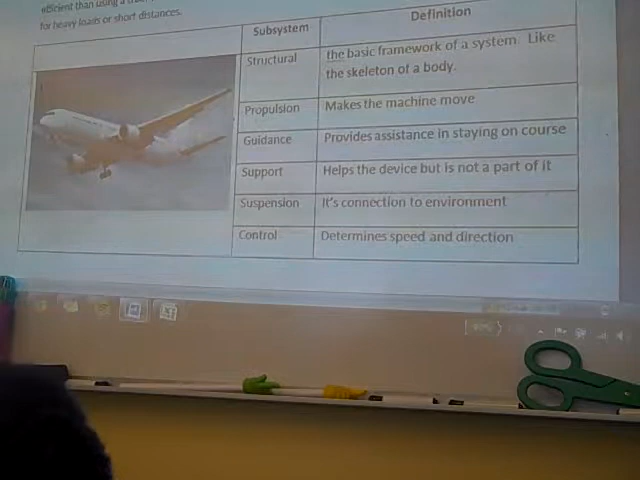 efficient than using a
for heavy loads or short distances.
Subsystem Definition
Structural the basic framework of a system. Like
the skeleton of a body.
Propulsion Makes the machine move
Guidance Provides assistance in staying on course
Support Helps the device but is not a part of it
Suspension It's connection to environment
Control Determines speed and direction